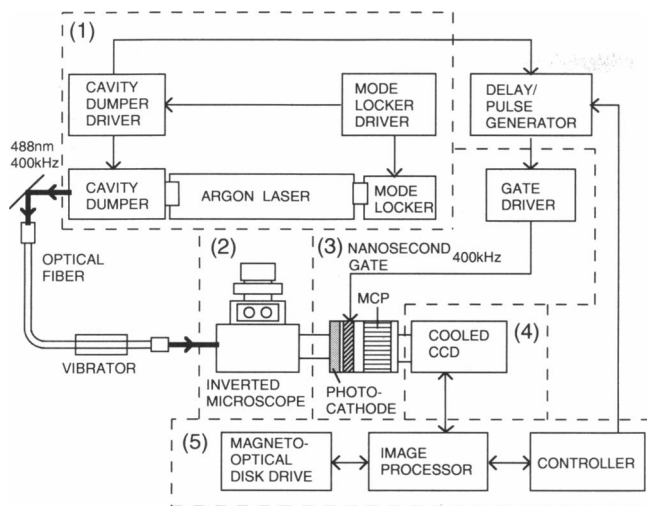 (1)
CAVITY
DUMPER
DRIVER
MODE
LOCKER
DRIVER
DELAY/
PULSE
GENERATOR
488nm
400kHz
CAVITY
DUMPER
ARGON LASER
MODE
LOCKER
GATE
DRIVER
OPTICAL
FIBER
(2)
(3)
NANOSECOND
GATE
400kHz
MCP
COOLED
CCD
(4)
VIBRATOR
INVERTED
MICROSCOPE
PHOTO-
CATHODE
(5)
MAGNETO-
OPTICAL
DISK DRIVE
IMAGE
PROCESSOR
CONTROLLER